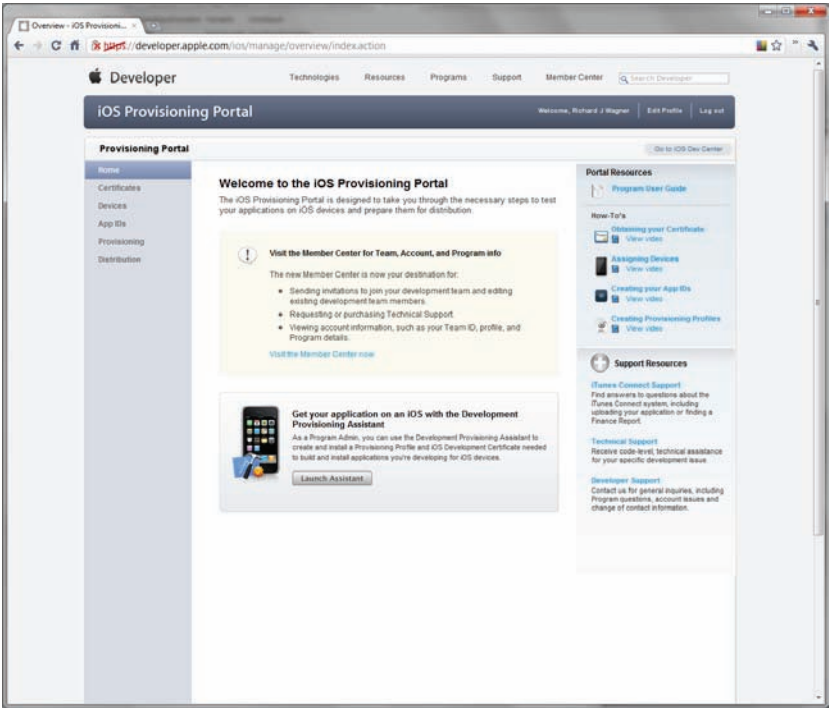 Overview - iOS Provisioni...
https://developer.apple.com/ios/manage/overview/index.action
Developer
Technologies Resources Programs Support Member Center Search Developer
iOS Provisioning Portal
Welcome, Richard J Wagner Edit Profile Log out
Provisioning Portal
Go to iOS Dev Center
Home
Certificates
Devices
App IDs
Provisioning
Distribution
Welcome to the iOS Provisioning Portal
The iOS Provisioning Portal is designed to take you through the necessary steps to test
your applications on iOS devices and prepare them for distribution.
Visit the Member Center for Team, Account, and Program info
The new Member Center is now your destination for:
Sending invitations to join your development team and editing
existing development team members.
Requesting or purchasing Technical Support
Viewing account information, such as your Team ID, profile, and
Program details.
Visit the Member Center now
Get your application on an iOS with the Development
Provisioning Assistant
As a Program Admin, you can use the Development Provisioning Assistant to
create and install a Provisioning Profile and iOS Development Certificate needed
to build and install applications you're developing for iOS devices.
Launch Assistant
Portal Resources
Program User Guide
How-To's
Obtaining your Certificate
View video
Assigning Devices
View video
Creating your App IDs
View video
Creating Provisioning Profiles
View video
Support Resources
iTunes Connect Support
Find answers to questions about the
iTunes Connect system, including
uploading your application or finding a
Finance Report.
Technical Support
Receive code-level, technical assistance
for your specific development issue.
Developer Support
Contact us for general inquiries, including
Program questions, account issues and
change of contact information.